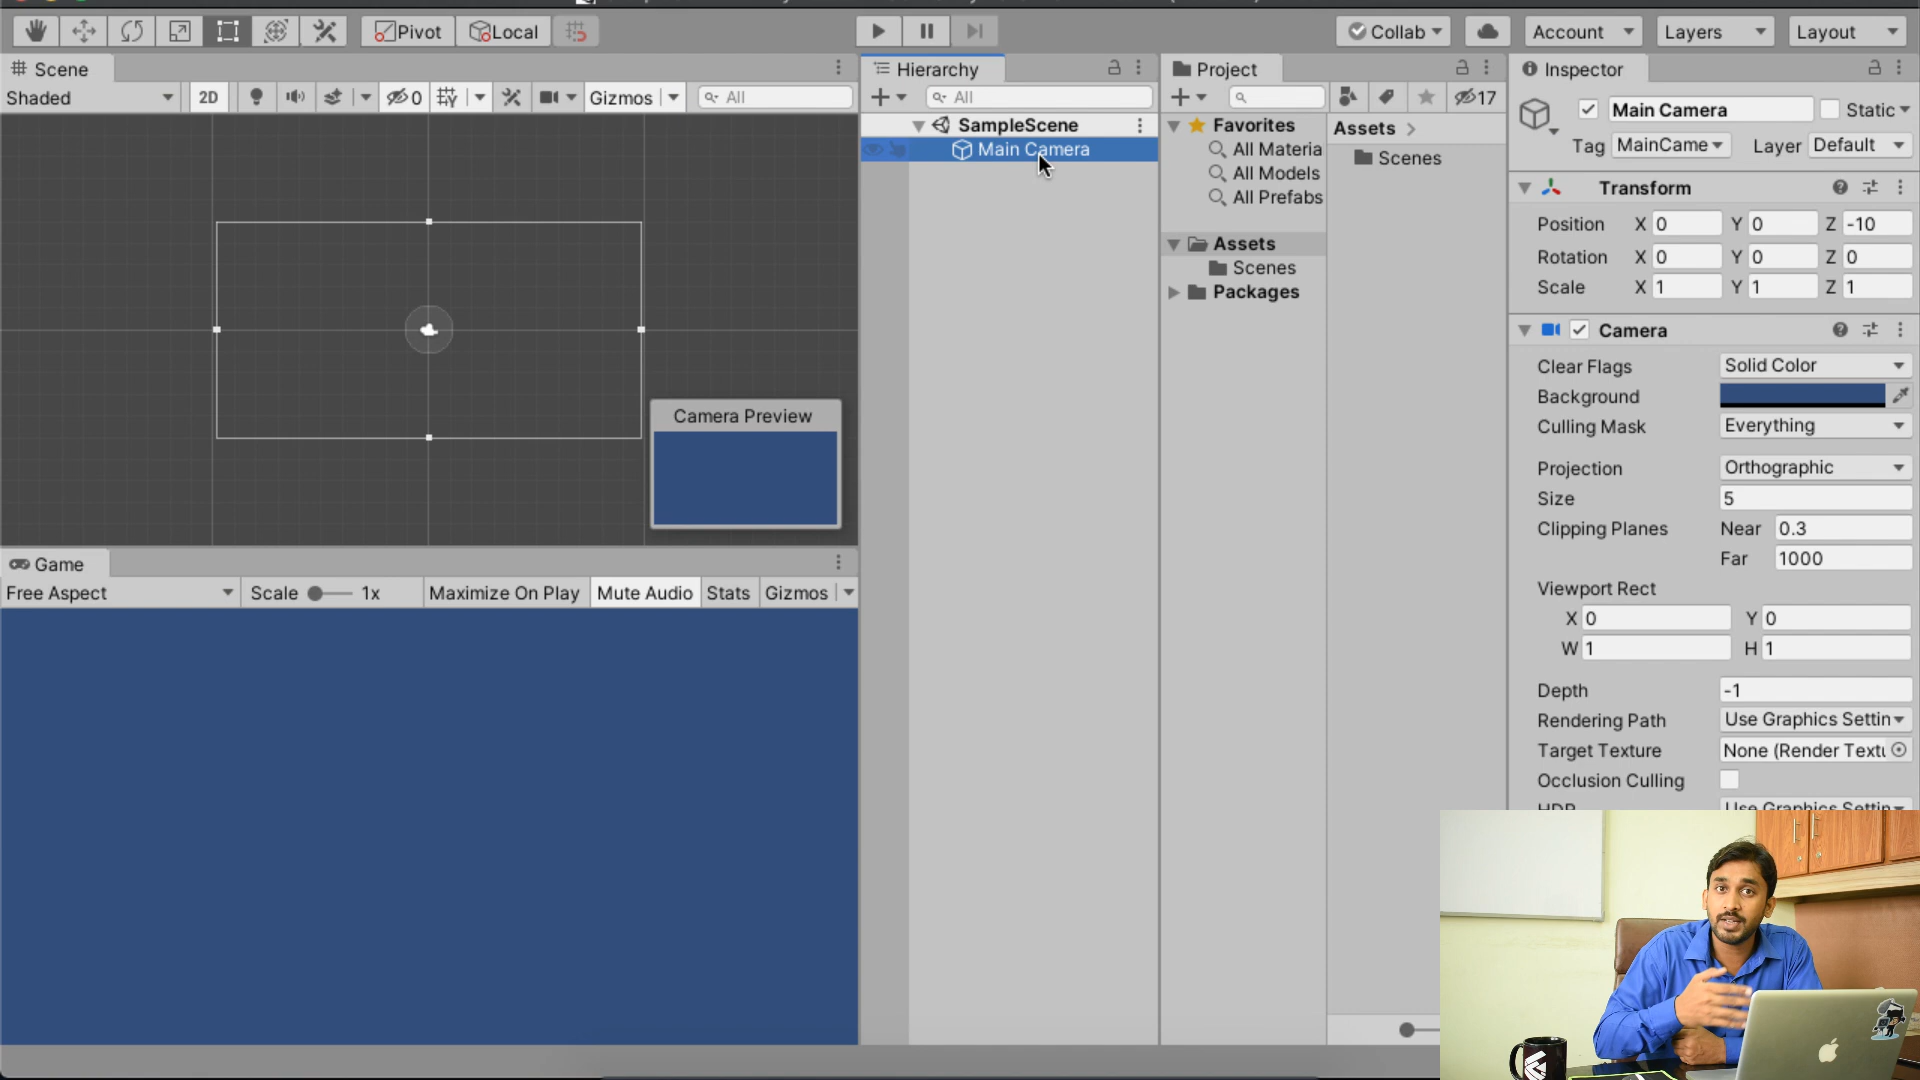 Pivot
Local
Collab
Account
Layers
Layout
Scene
Shaded
2D
0
Gizmos
All
Game
Free Aspect
Scale
1x
Maximize On Play
Mute Audio
Stats
Gizmos
Camera Preview
Hierarchy
All
SampleScene
Main Camera
Project
17
Favorites
All Materia
All Models
All Prefabs
Assets
Scenes
Packages
Assets
Scenes
Inspector
Main Camera
Static
Tag MainCame Layer Default
Transform
Position X 0 Y 0 Z -10
Rotation X 0 Y 0 Z 0
Scale X 1 Y 1 Z 1
Camera
Clear Flags Solid Color
Background
Culling Mask Everything
Projection Orthographic
Size 5
Clipping Planes Near 0.3
Far 1000
Viewport Rect
X 0 Y 0
W 1 H 1
Depth -1
Rendering Path Use Graphics Settin
Target Texture None (Render Textu
Occlusion Culling
HDR Use Graphics Settin